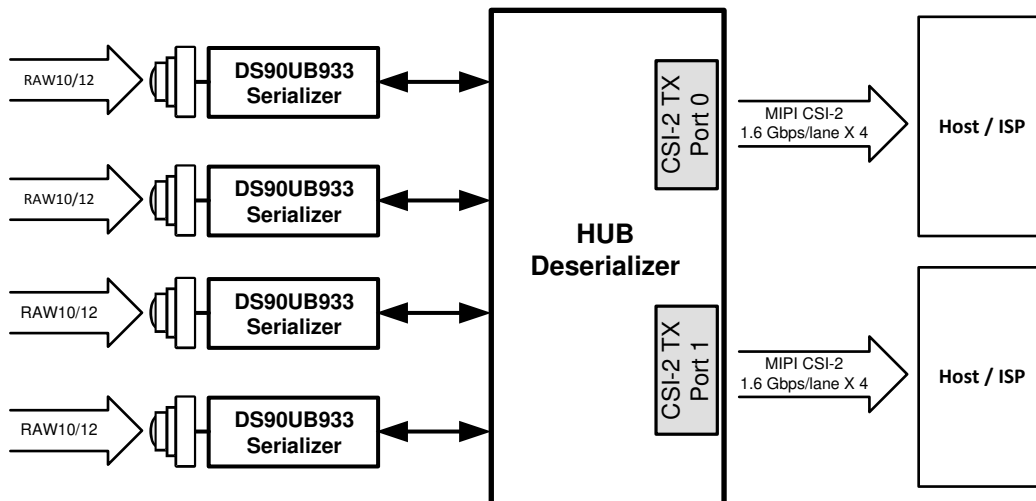 RAW10/12
DS90UB933
Serializer
RAW10/12
DS90UB933
Serializer
RAW10/12
DS90UB933
Serializer
RAW10/12
DS90UB933
Serializer
HUB
Deserializer
CSI-2 TX
Port 0
CSI-2 TX
Port 1
MIPI CSI-2
1.6 Gbps/lane X 4
Host / ISP
MIPI CSI-2
1.6 Gbps/lane X 4
Host / ISP